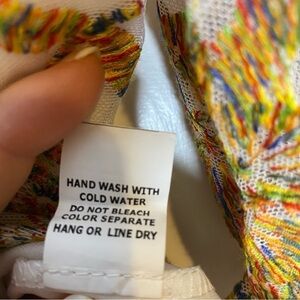 HAND WASH WITH
COLD WATER
DO NOT BLEACH
COLOR SEPARATE
HANG OR LINE DRY